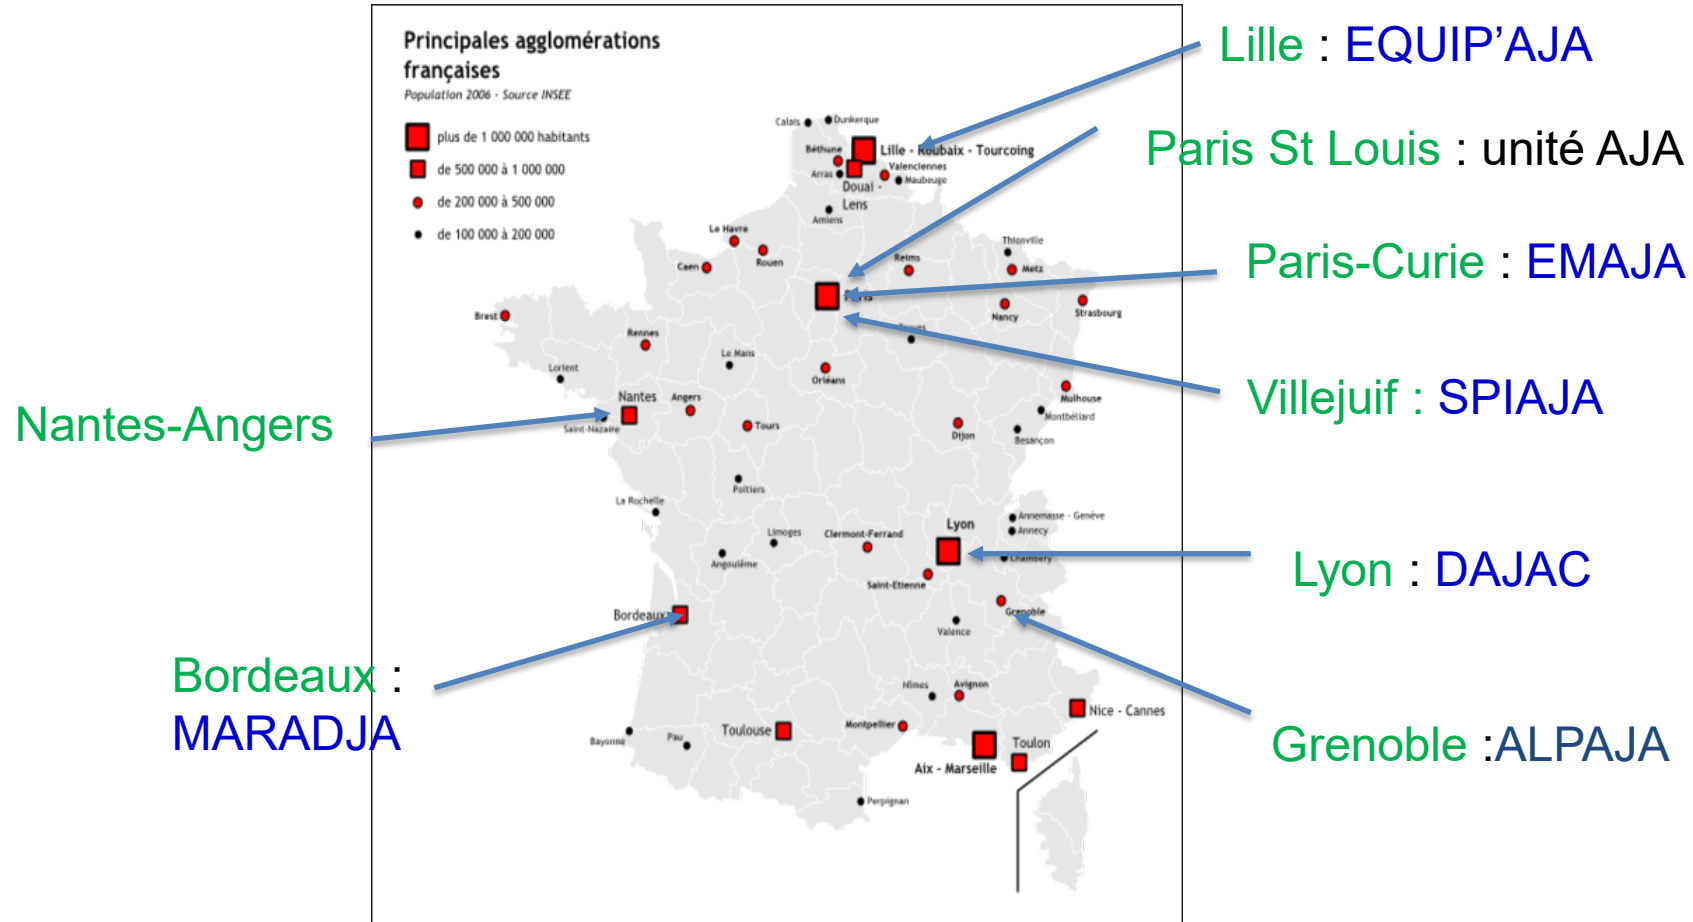 Principales agglomérations
françaises
Population 2006 - Source INSEE
plus de 1 000 000 habitants
de 500 000 à 1 000 000
de 200 000 à 500 000
de 100 000 à 200 000
Lille : EQUIP’AJA
Paris St Louis : unité AJA
Paris-Curie : EMAJA
Villejuif : SPIAJA
Lyon : DAJAC
Grenoble :ALPAJA
Nantes-Angers
Bordeaux :
MARADJA
Calais
Dunkerque
Béthune
Lille - Roubaix - Tourcoing
Arras
Valenciennes
Maubeuge
Douai -
Lens
Amiens
Le Havre
Rouen
Caen
Reims
Thionville
Metz
Paris
Nancy
Strasbourg
Brest
Rennes
Le Mans
Lorient
Orléans
Mulhouse
Montbéliard
Nantes
Angers
Saint-Nazaire
Tours
Dijon
Besançon
Poitiers
La Rochelle
Limoges
Clermont-Ferrand
Lyon
Annemasse - Genève
Annecy
Chambery
Angoulême
Saint-Etienne
Grenoble
Bordeaux
Valence
Nîmes
Avignon
Nice - Cannes
Toulouse
Montpellier
Bayonne
Pau
Toulon
Aix - Marseille
Perpignan